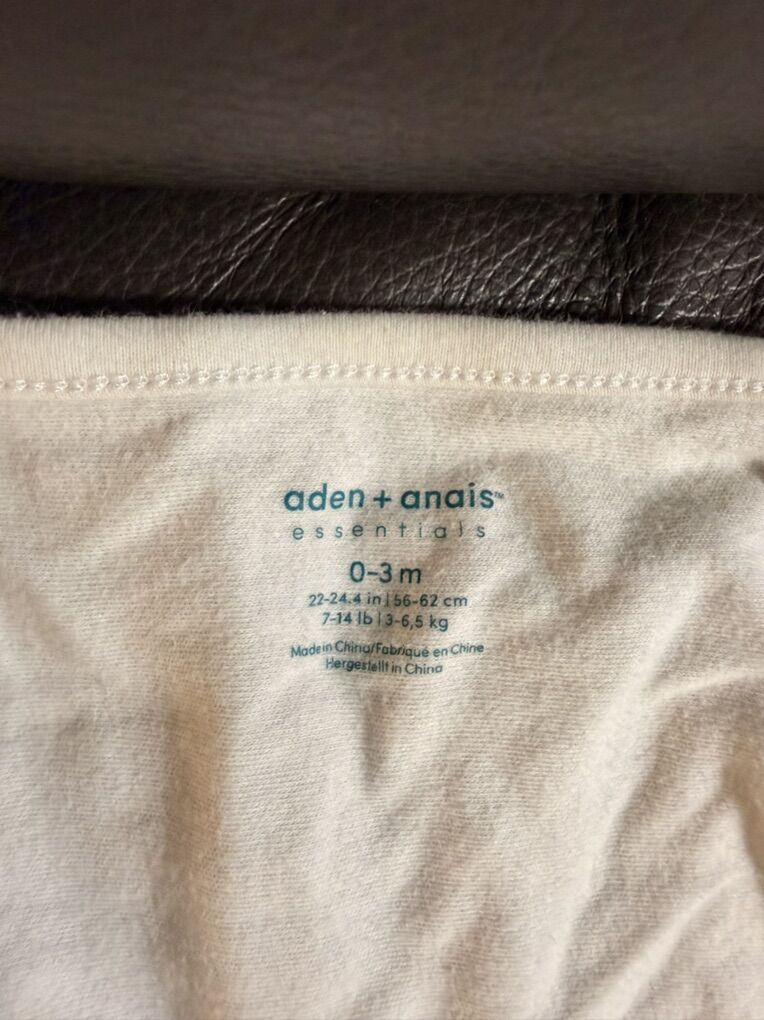 aden + anais™
essentials
0-3 m
22-24.4 in | 56-62 cm
7-14 lb | 3-6,5 kg
Made in China/Fabriqué en Chine
Hergestellt in China